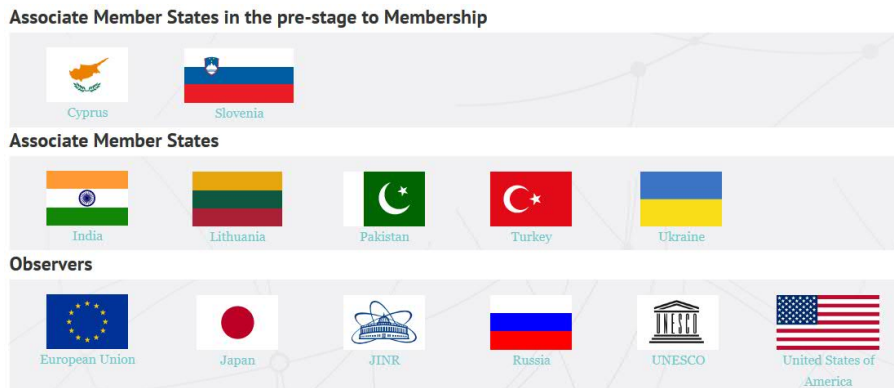 Associate Member States in the pre-stage to Membership
Cyprus Slovenia
Associate Member States
India Lithuania Pakistan Turkey Ukraine
Observers
UNESCO
European Union Japan JINR Russia UNESCO United States of
America